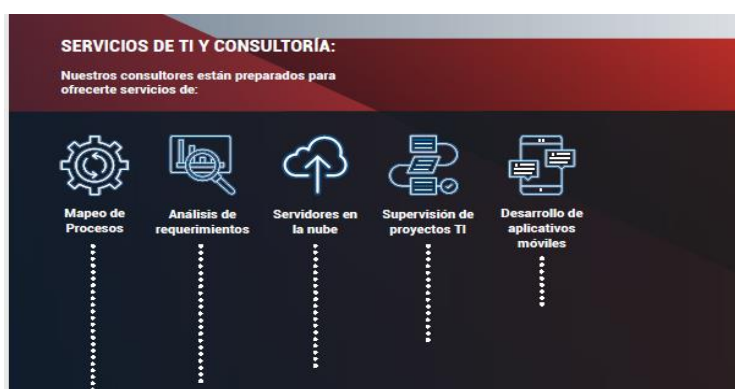 SERVICIOS DE TI Y CONSULTORÍA:
Nuestros consultores están preparados para
ofrecerte servicios de:
Mapeo de
Procesos
Análisis de
requerimientos
Servidores en
la nube
Supervisión de
proyectos TI
Desarrollo de
aplicativos
móviles